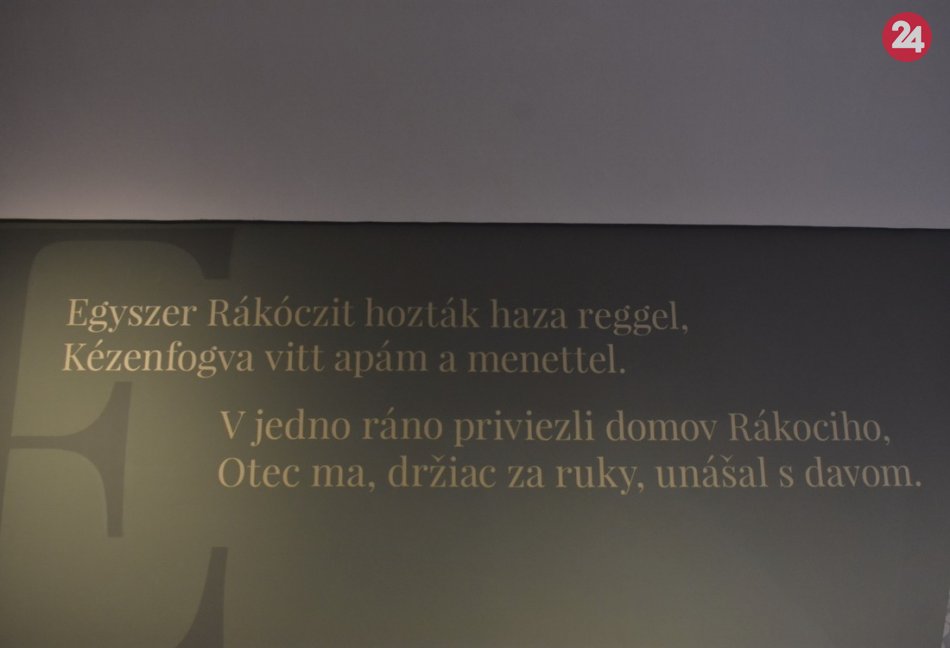 24
Egyszer Rákóczit hozták haza reggel,
Kézenfogva vitt apám a menettel.
V jedno ráno priviezli domov Rákociho,
Otec ma, držiac za ruky, unášal s davom.
E